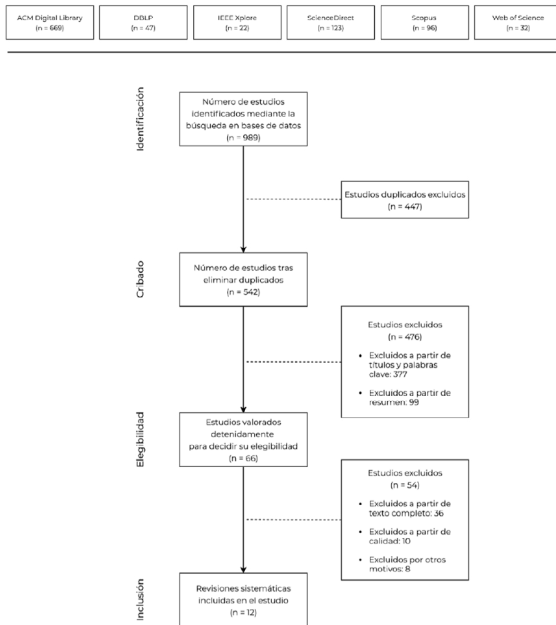 ACM Digital Library
(n = 669)
DBLP
(n = 47)
IEEE Xplore
(n = 22)
ScienceDirect
(n = 123)
Scopus
(n = 96)
Web of Science
(n = 32)
Identificación
Número de estudios
identificados mediante la
búsqueda en bases de datos
(n = 989)
Estudios duplicados excluidos
(n = 447)
Cribado
Número de estudios tras
eliminar duplicados
(n = 542)
Estudios excluidos
(n = 476)
• Excluidos a partir de
títulos y palabras
clave: 377
• Excluidos a partir de
resumen: 99
Elegibilidad
Estudios valorados
detenidamente
para decidir su elegibilidad
(n = 66)
Estudios excluidos
(n = 54)
• Excluidos a partir de
texto completo: 36
• Excluidos a partir de
calidad: 10
• Excluidos por otros
motivos: 8
Inclusión
Revisiones sistemáticas
incluidas en el estudio
(n = 12)